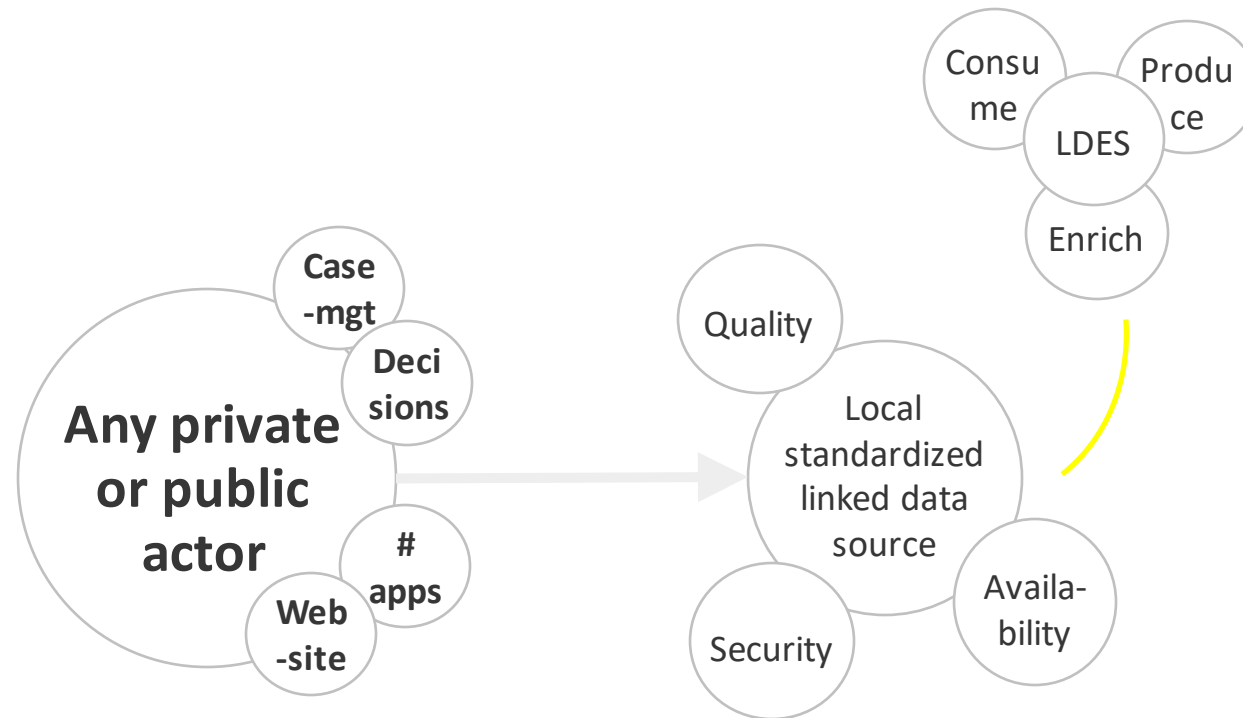 Consu
me
Produ
ce
LDES
Enrich
Case
-mgt
Deci
sions
Any private
or public
actor
#
apps
Web
-site
Quality
Local
standardized
linked data
source
Availa-
bility
Security